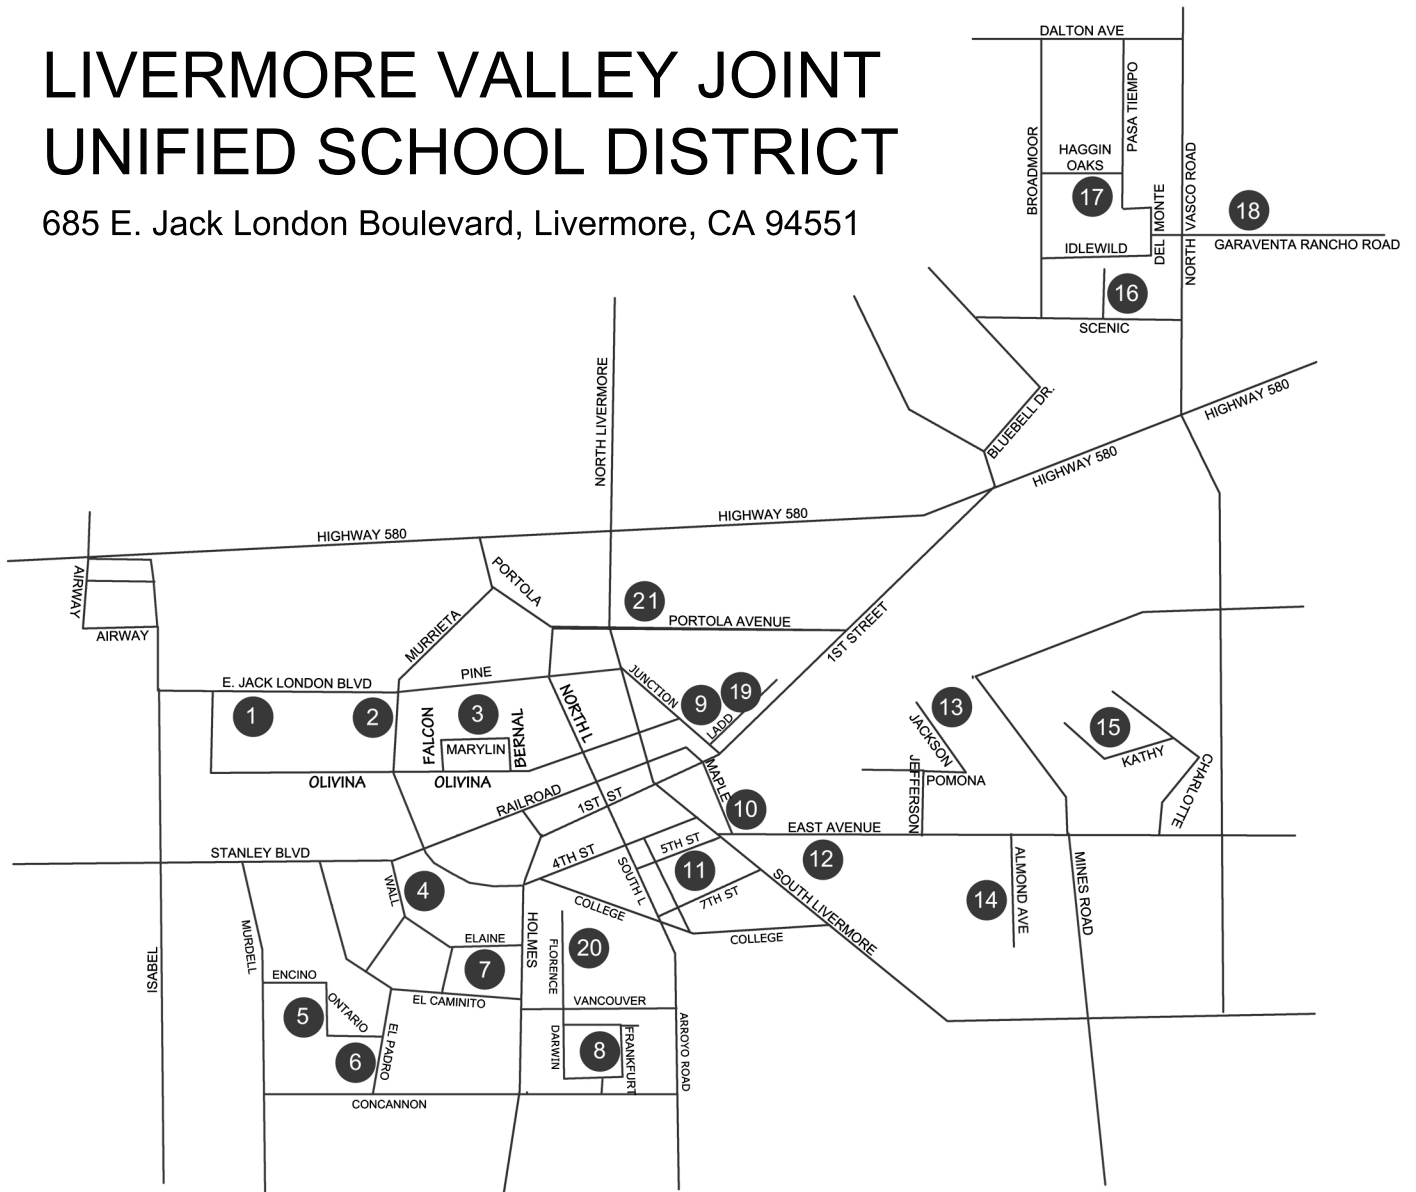 LIVERMORE VALLEY JOINT
UNIFIED SCHOOL DISTRICT
685 E. Jack London Boulevard, Livermore, CA 94551
DALTON AVE
PASA TIEMPO
BROADMOOR
HAGGIN
OAKS
17
DEL MONTE
NORTH VASCO ROAD
18
GARAVENTA RANCHO ROAD
IDLEWILD
16
SCENIC
BLUEBELL DR.
HIGHWAY 580
HIGHWAY 580
NORTH LIVERMORE
HIGHWAY 580
HIGHWAY 580
AIRWAY
AIRWAY
PORTOLA
MURRIETA
21
PORTOLA AVENUE
1ST STREET
E. JACK LONDON BLVD
PINE
JUNCTION
1
2
3
FALCON
MARYLIN
BERNAL
NORTH L
9
19
LADD
13
JACKSON
15
KATHY
CHARLOTTE
OLIVINA
OLIVINA
JEFFERSON
POMONA
RAILROAD
1ST ST
MAPLE
10
EAST AVENUE
STANLEY BLVD
4TH ST
5TH ST
SOUTH L
11
7TH ST
12
SOUTH LIVERMORE
14
ALMOND AVE
MINES ROAD
WALL
4
COLLEGE
COLLEGE
MURDELL
ISABEL
ELAINE
7
HOLMES
FLORENCE
20
ENCINO
ONTARIO
5
6
EL CAMINITO
EL PADRO
VANCOUVER
DARWIN
8
FRANKFURT
ARROYO ROAD
CONCANNON